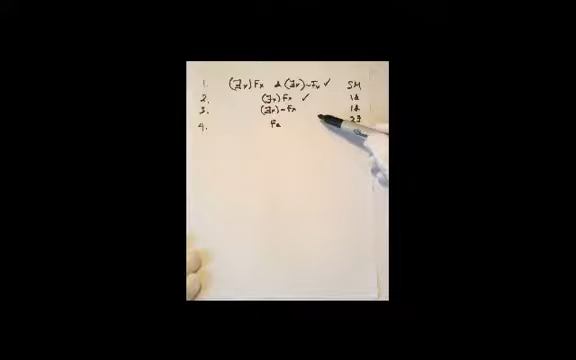 1. (∃x)Fx & (∃x)~Fx ✓ SM
2. (∃x)Fx ✓ 1&
3. (∃x)~Fx 1&
4. Fa 2∃